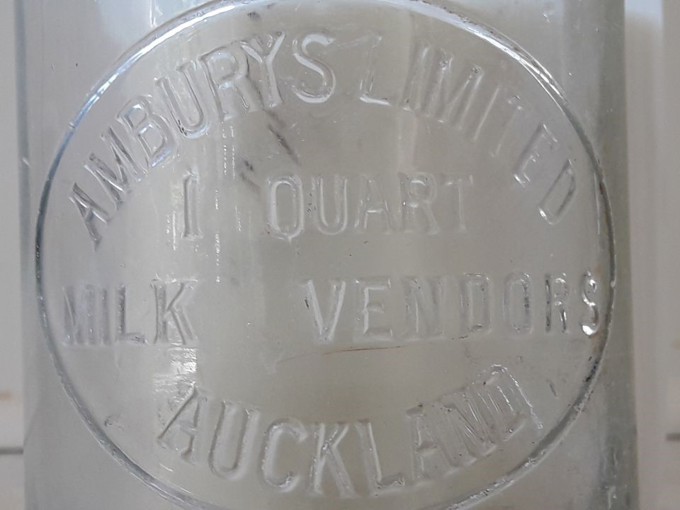 AMBURYS LIMITED
1 QUART
MILK VENDORS
AUCKLAND